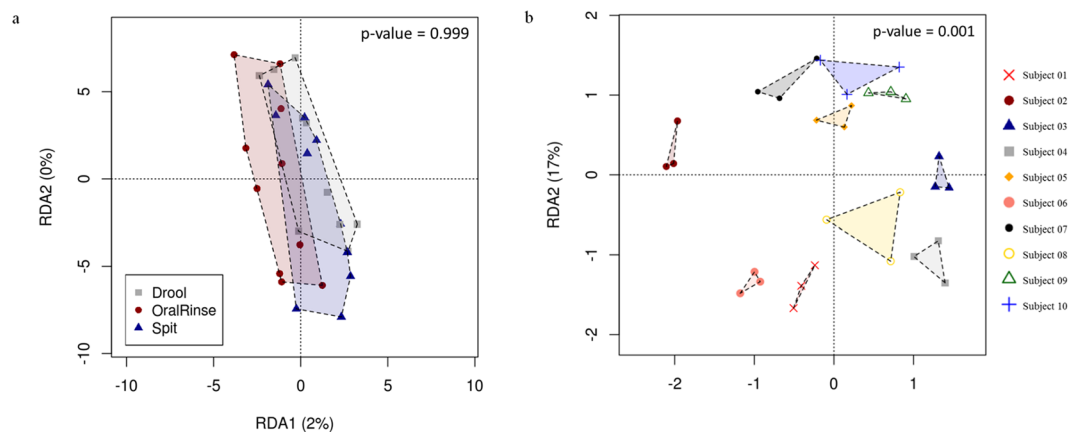 a
p-value = 0.999
RDA2 (0%)
5
0
-5
-10
Drool
OralRinse
Spit
-10
-5
0
5
10
RDA1 (2%)
b
p-value = 0.001
RDA2 (17%)
2
1
0
-1
-2
-2
-1
0
1
Subject 01
Subject 02
Subject 03
Subject 04
Subject 05
Subject 06
Subject 07
Subject 08
Subject 09
Subject 10